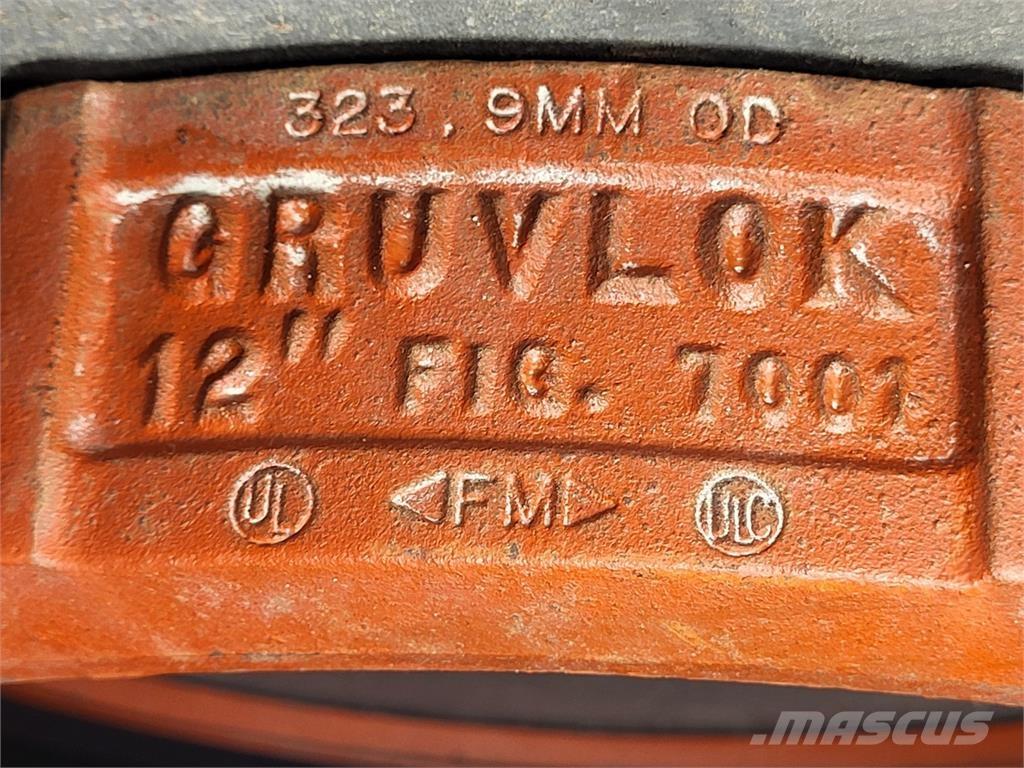 323.9MM OD
GRUVLOK
12" FIG. 7001
UL FM ULC
MASCUS